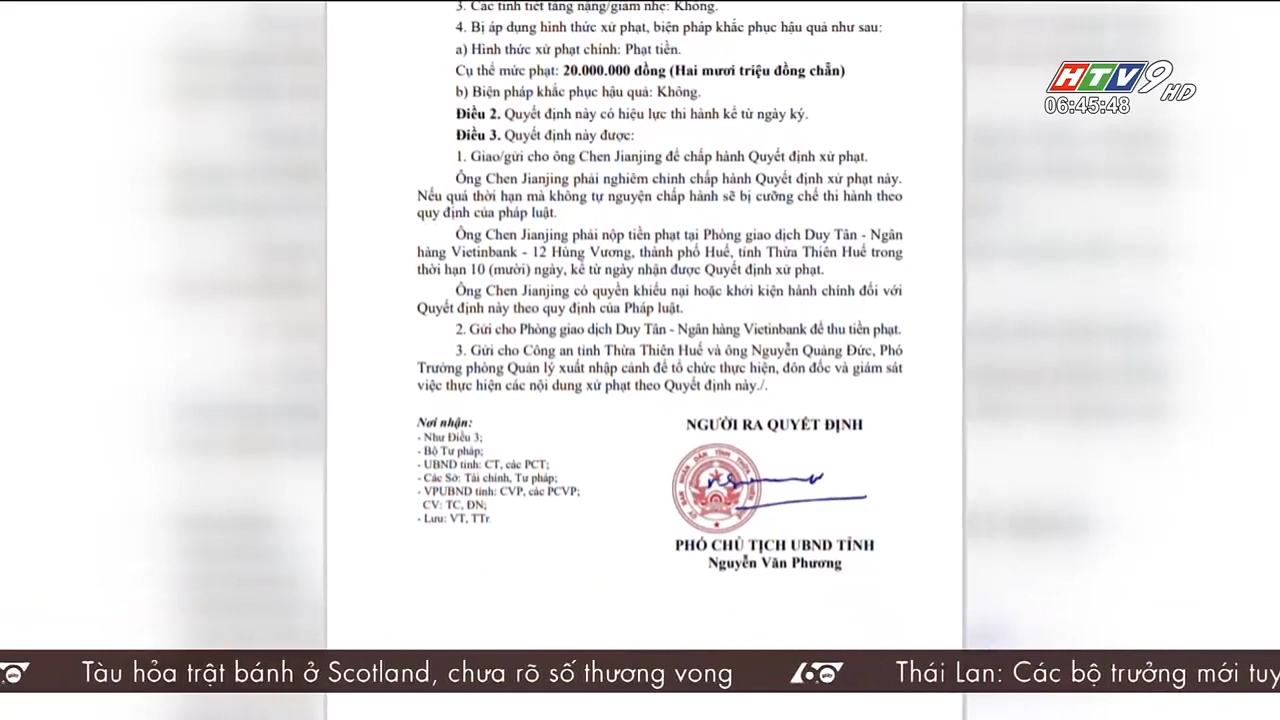 3. Các tình tiết tăng nặng/giảm nhẹ: Không.
4. Bị áp dụng hình thức xử phạt, biện pháp khắc phục hậu quả như sau:
a) Hình thức xử phạt chính: Phạt tiền.
Cụ thể mức phạt: 20.000.000 đồng (Hai mươi triệu đồng chẵn)
b) Biện pháp khắc phục hậu quả: Không.
Điều 2. Quyết định này có hiệu lực thi hành kể từ ngày ký.
Điều 3. Quyết định này được:
1. Giao/gửi cho ông Chen Jianjing để chấp hành Quyết định xử phạt.
Ông Chen Jianjing phải nghiêm chỉnh chấp hành Quyết định xử phạt này.
Nếu quá thời hạn mà không tự nguyện chấp hành sẽ bị cưỡng chế thi hành theo
quy định của pháp luật.
Ông Chen Jianjing phải nộp tiền phạt tại Phòng giao dịch Duy Tân - Ngân
hàng Vietinbank - 12 Hùng Vương, thành phố Huế, tỉnh Thừa Thiên Huế trong
thời hạn 10 (mười) ngày, kể từ ngày nhận được Quyết định xử phạt.
Ông Chen Jianjing có quyền khiếu nại hoặc khởi kiện hành chính đối với
Quyết định này theo quy định của Pháp luật.
2. Gửi cho Phòng giao dịch Duy Tân - Ngân hàng Vietinbank để thu tiền phạt.
3. Gửi cho Công an tỉnh Thừa Thiên Huế và ông Nguyễn Quảng Đức, Phó
Trưởng phòng Quản lý xuất nhập cảnh để tổ chức thực hiện, đôn đốc và giám sát
việc thực hiện các nội dung xử phạt theo Quyết định này./.
Nơi nhận:
- Như Điều 3;
- Bộ Tư pháp;
- UBND tỉnh: CT, các PCT;
- Các Sở: Tài chính, Tư pháp;
- VPUBND tỉnh: CVP, các PCVP;
CV: TC, ĐN;
- Lưu: VT, TTr.
NGƯỜI RA QUYẾT ĐỊNH
PHÓ CHỦ TỊCH UBND TỈNH
Nguyễn Văn Phương
HTV9 HD
06:45:48
60 giây
Tàu hỏa trật bánh ở Scotland, chưa rõ số thương vong
60 giây
Thái Lan: Các bộ trưởng mới tuy